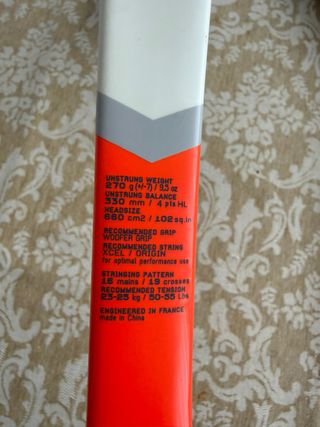 UNSTRUNG WEIGHT
270 g (+/-7) / 9.5 oz
UNSTRUNG BALANCE
330 mm / 4 pts HL
HEADSIZE
660 cm2 / 102 sq.in
RECOMMENDED GRIP
WOOFER GRIP
RECOMMENDED STRING
XCEL / ORIGIN
for optimal performance use
STRINGING PATTERN
16 mains / 19 crosses
RECOMMENDED TENSION
23-25 kg / 50-55 Lbs
ENGINEERED IN FRANCE
made in China